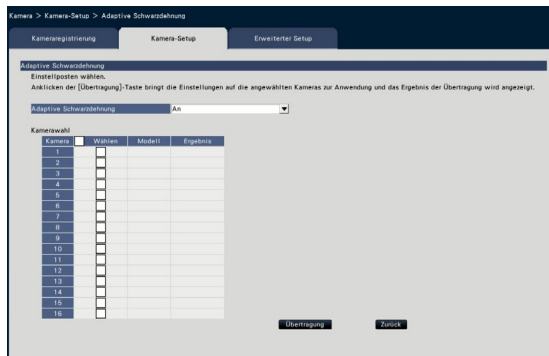 Kamera > Kamera-Setup > Adaptive Schwarzdehnung
Kameraregistrierung Kamera-Setup Erweiterter Setup
Adaptive Schwarzdehnung
Einstellposten wählen.
Anklicken der [Übertragung]-Taste bringt die Einstellungen auf die angewählten Kameras zur Anwendung und das Ergebnis der Übertragung wird angezeigt.
Adaptive Schwarzdehnung An
Kamerawahl
Kamera Wählen Modell Ergebnis
1
2
3
4
5
6
7
8
9
10
11
12
13
14
15
16
Übertragung Zurück